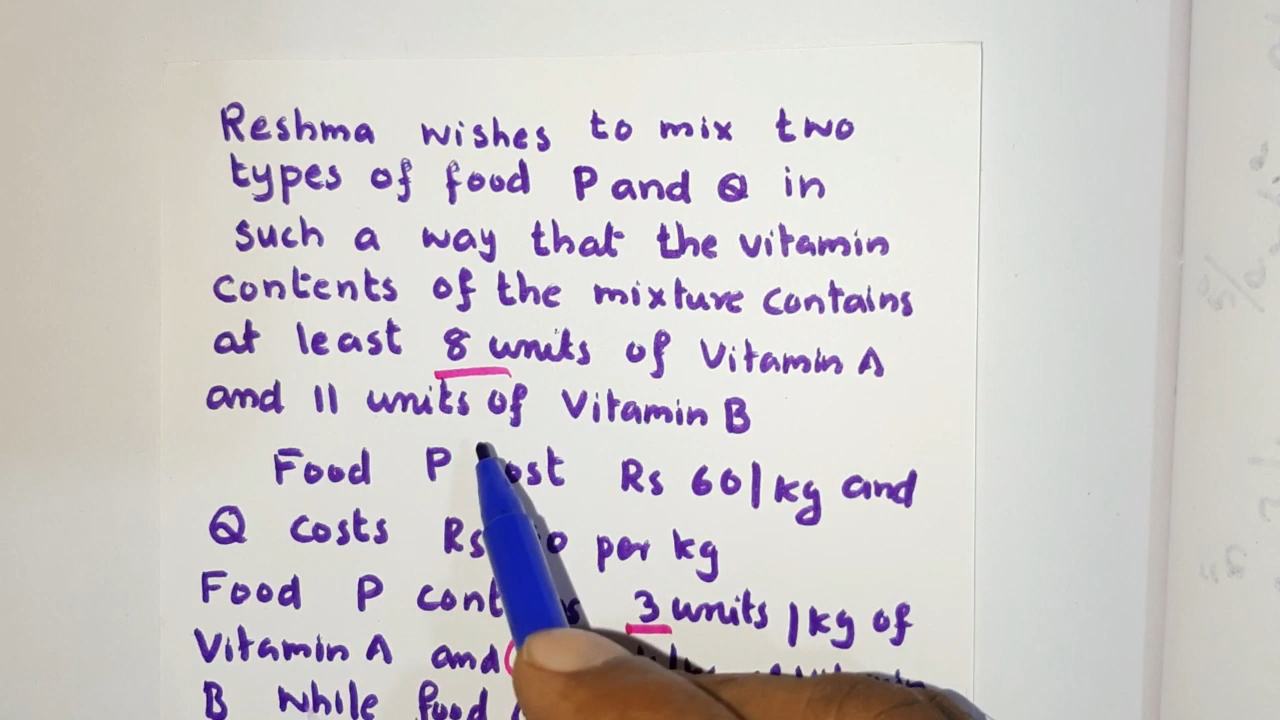 Reshma wishes to mix two
types of food P and Q in
such a way that the vitamin
contents of the mixture contains
at least 8 units of Vitamin A
and 11 units of Vitamin B
Food P cost Rs 60/kg and
Q costs Rs per kg
Food P 3 units /kg of
Vitamin A and
B while food